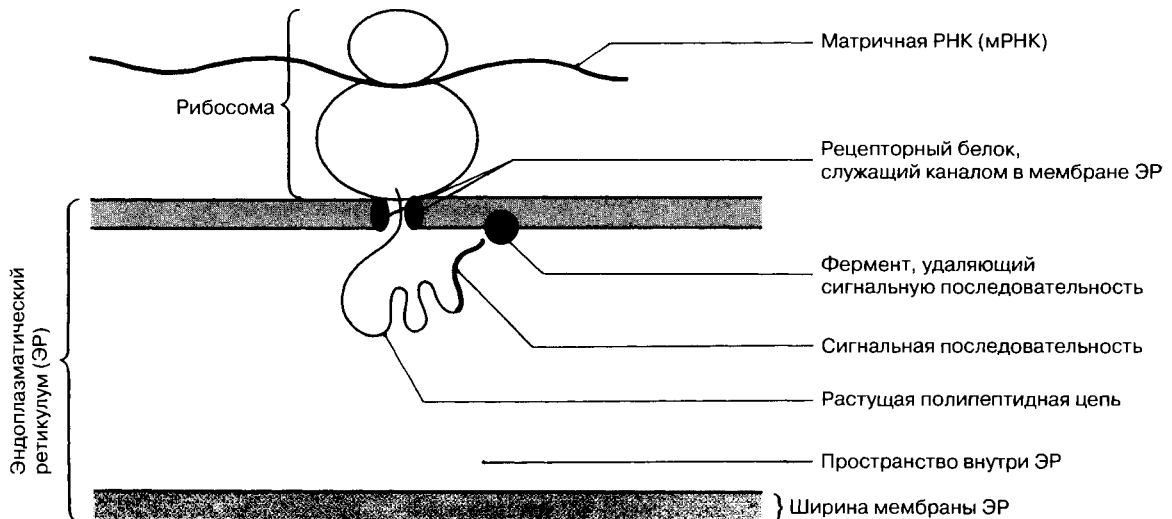 Матричная РНК (мРНК)
Рибосома
Рецепторный белок,
служащий каналом в мембране ЭР
Фермент, удаляющий
сигнальную последовательность
Эндоплазматический
ретикулум (ЭР)
Сигнальная последовательность
Растущая полипептидная цепь
Пространство внутри ЭР
Ширина мембраны ЭР